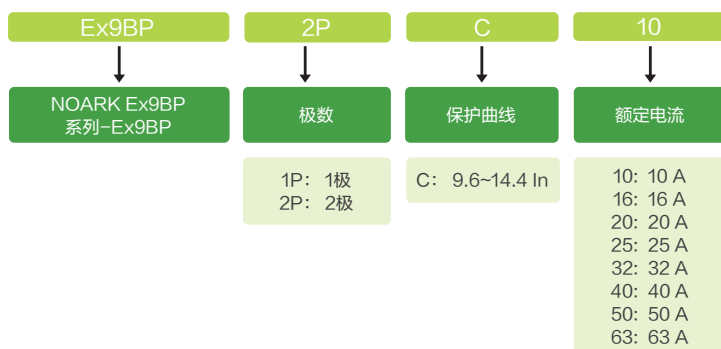 Ex9BP 2P C 10
NOARK Ex9BP
系列-Ex9BP
极数
保护曲线
额定电流
1P： 1极
2P： 2极
C： 9.6~14.4 In
10: 10 A
16: 16 A
20: 20 A
25: 25 A
32: 32 A
40: 40 A
50: 50 A
63: 63 A